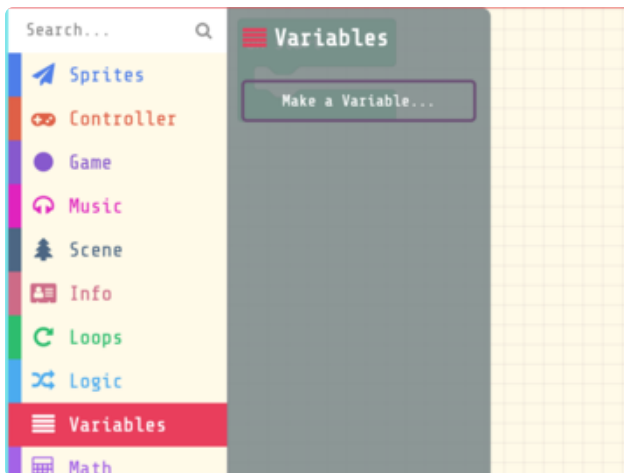 Search...
Sprites
Controller
Game
Music
Scene
Info
Loops
Logic
Variables
Math
Variables
Make a Variable...